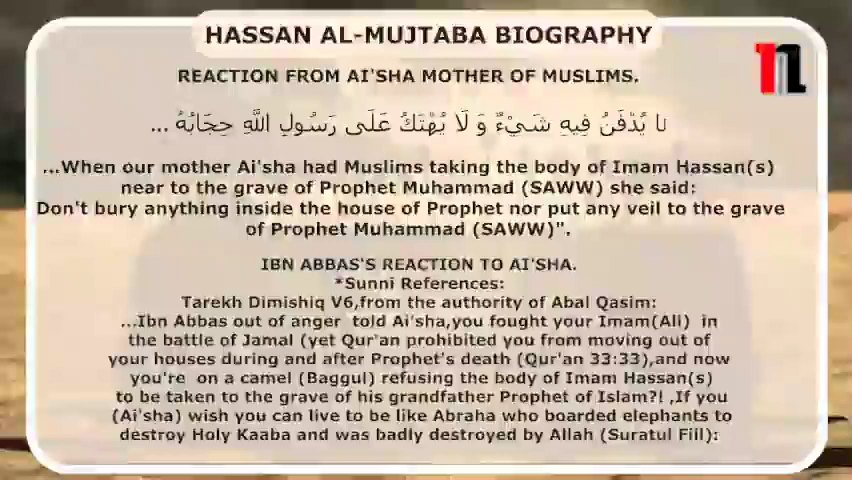 HASSAN AL-MUJTABA BIOGRAPHY
REACTION FROM AI'SHA MOTHER OF MUSLIMS.
لا يُدْفَنُ فِيهِ شَيْءٌ وَ لَا يُهْتَكُ عَلَى رَسُولِ اللَّهِ حِجَابُهُ ...
...When our mother Ai'sha had Muslims taking the body of Imam Hassan(s)
near to the grave of Prophet Muhammad (SAWW) she said:
Don't bury anything inside the house of Prophet nor put any veil to the grave
of Prophet Muhammad (SAWW)".
IBN ABBAS'S REACTION TO AI'SHA.
*Sunni References:
Tarekh Dimishiq V6,from the authority of Abal Qasim:
...Ibn Abbas out of anger told Ai'sha,you fought your Imam(Ali) in
the battle of Jamal (yet Qur'an prohibited you from moving out of
your houses during and after Prophet's death (Qur'an 33:33),and now
you're on a camel (Baggul) refusing the body of Imam Hassan(s)
to be taken to the grave of his grandfather Prophet of Islam?! ,If you
(Ai'sha) wish you can live to be like Abraha who boarded elephants to
destroy Holy Kaaba and was badly destroyed by Allah (Suratul Fiil):